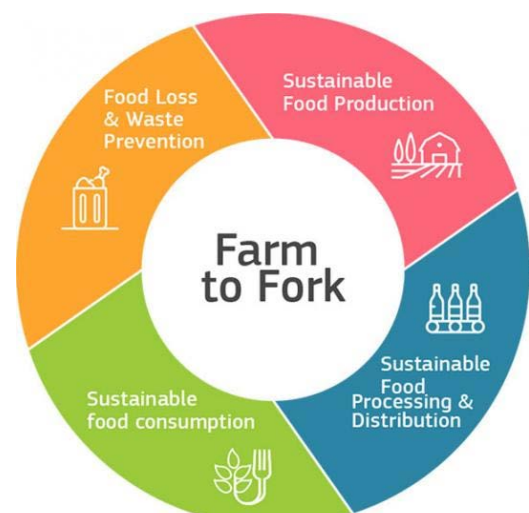 Food Loss
& Waste
Prevention
Sustainable
Food Production
Farm
to Fork
Sustainable
Food
Processing &
Distribution
Sustainable
food consumption